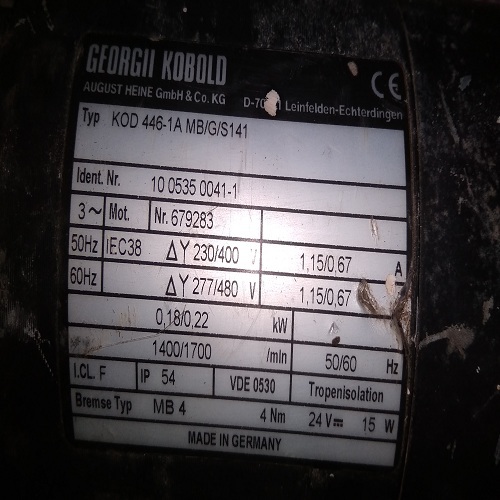 GEORGII KOBOLD CE
AUGUST HEINE GmbH & Co. KG Leinfelden-Echterdingen
Typ KOD 446-1A MB/G/S141
Ident. Nr. 10 0535 0041-1
3~ Mot. Nr. 679283
50Hz IEC38 Δ Y 230/400 V 1,15/0,67 A
60Hz Δ Y 277/480 V 1,15/0,67
0,18/0,22 kW
1400/1700 /min 50/60 Hz
I.CL. F IP 54 VDE 0530 Tropenisolation
Bremse Typ MB 4 4 Nm 24 V⎓ 15 W
MADE IN GERMANY